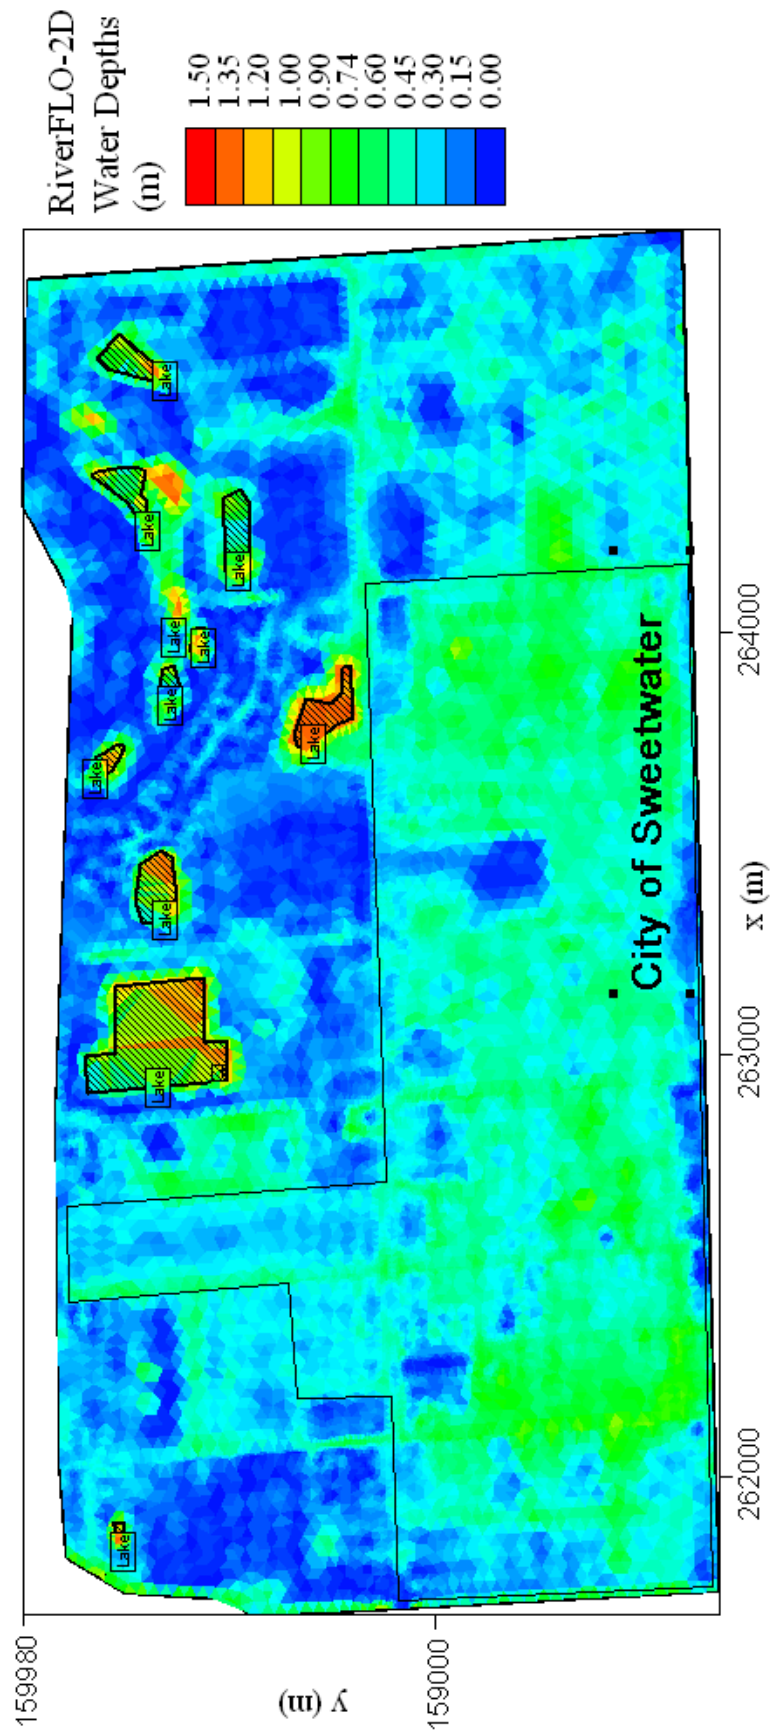 RiverFLO-2D
Water Depths
(m)
1.50
1.35
1.20
1.00
0.90
0.74
0.60
0.45
0.30
0.15
0.00
159980
159000
y (m)
Lake
Lake
Lake
Lake
Lake
Lake
Lake
Lake
Lake
Lake
Lake
City of Sweetwater
262000
263000
264000
x (m)